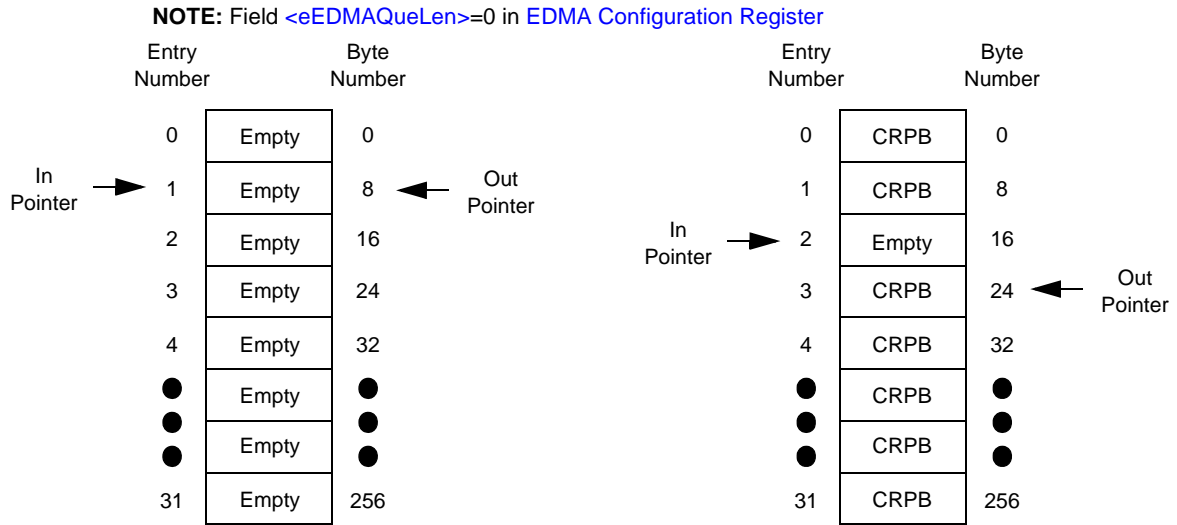 NOTE: Field <eEDMAQueLen>=0 in EDMA Configuration Register
Entry
Number
Byte
Number
0 Empty 0
In
Pointer
1 Empty 8
Out
Pointer
2 Empty 16
3 Empty 24
4 Empty 32
Empty
Empty
31 Empty 256
Entry
Number
Byte
Number
0 CRPB 0
1 CRPB 8
In
Pointer
2 Empty 16
3 CRPB 24
Out
Pointer
4 CRPB 32
CRPB
CRPB
31 CRPB 256